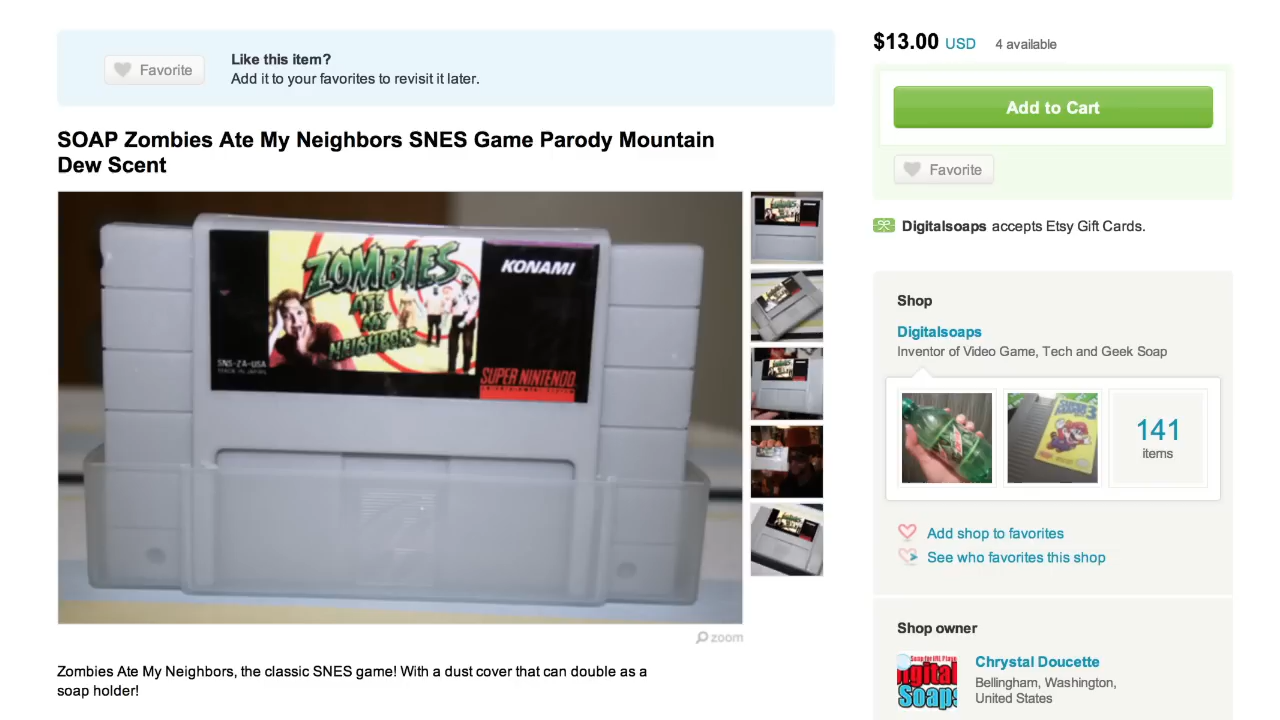 Favorite
Like this item?
Add it to your favorites to revisit it later.
SOAP Zombies Ate My Neighbors SNES Game Parody Mountain
Dew Scent
ZOMBIES
ATE
MY
NEIGHBORS
KONAMI
SNS-ZA-USA
MADE IN JAPAN
SUPER NINTENDO
zoom
Zombies Ate My Neighbors, the classic SNES game! With a dust cover that can double as a
soap holder!
$13.00 USD 4 available
Add to Cart
Favorite
Digitalsoaps accepts Etsy Gift Cards.
Shop
Digitalsoaps
Inventor of Video Game, Tech and Geek Soap
141
items
Add shop to favorites
See who favorites this shop
Shop owner
Digital
Soaps
Chrystal Doucette
Bellingham, Washington,
United States